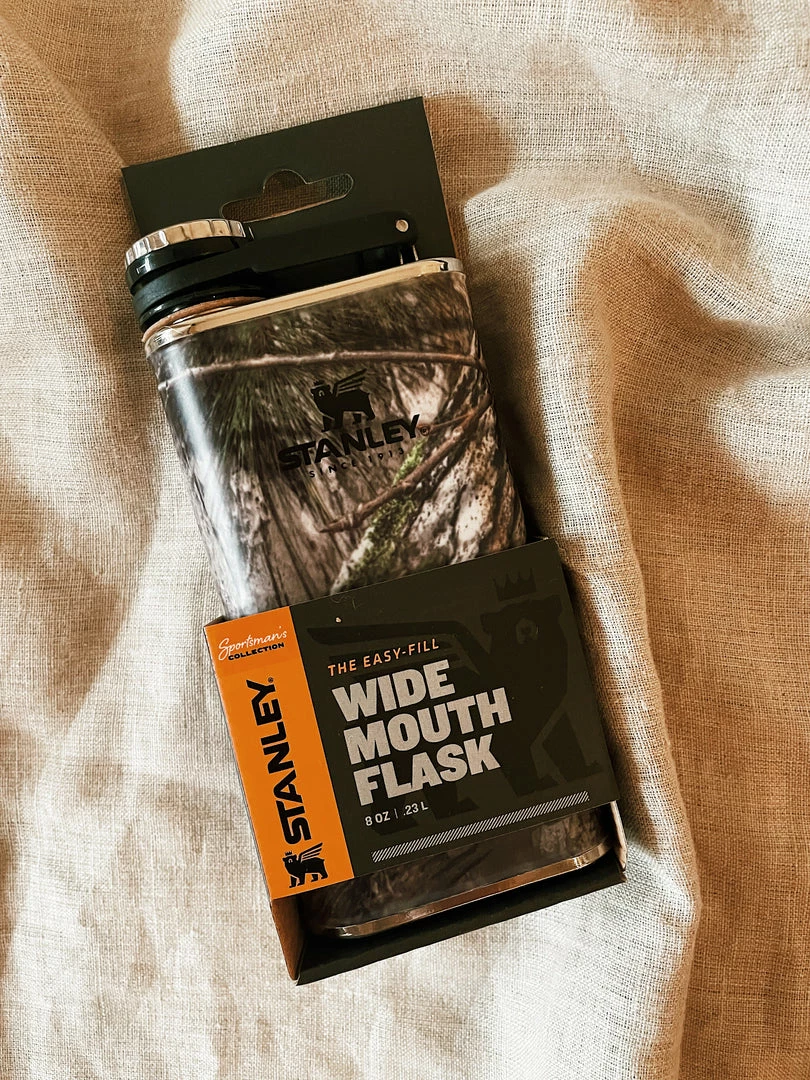 STANLEY®
SINCE 1913
Sportsman's
COLLECTION
STANLEY®
THE EASY-FILL
WIDE
MOUTH
FLASK
8 OZ | .23 L